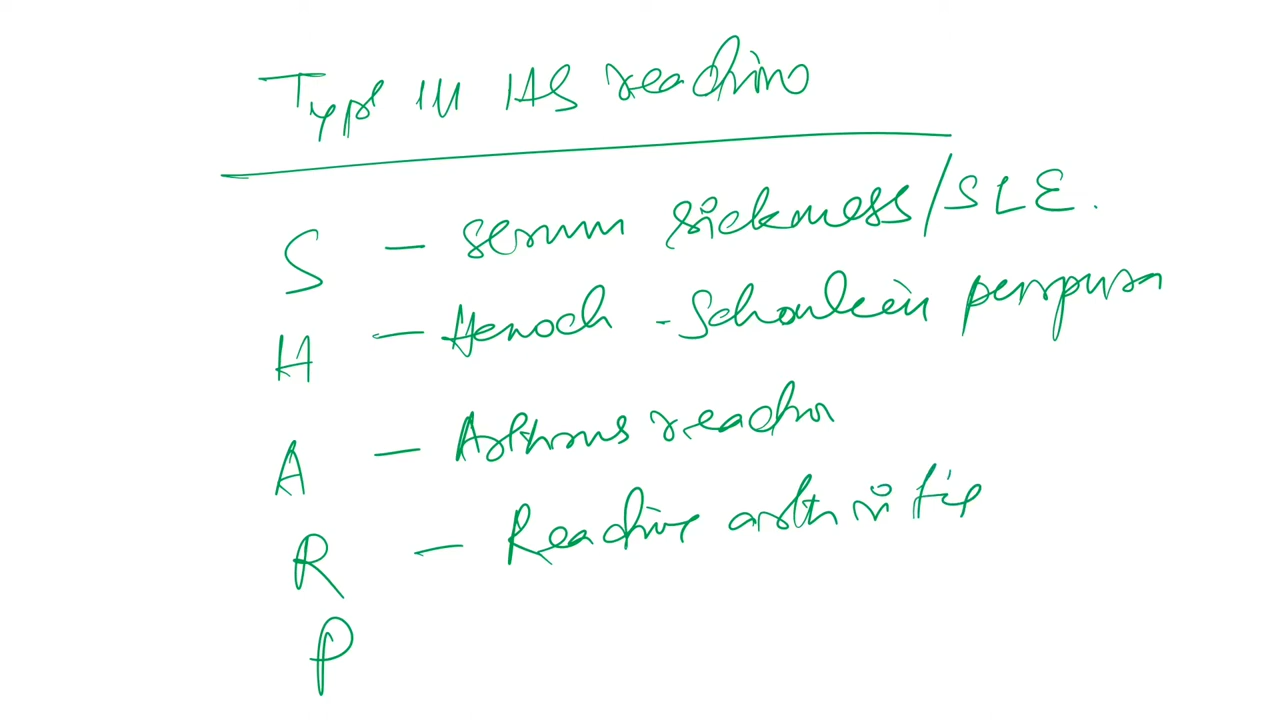 Type III HS reaction
S - serum sickness/SLE.
H - Henoch - Schonlein purpura
A - Arthus reaction
R - Reactive arthritis
P